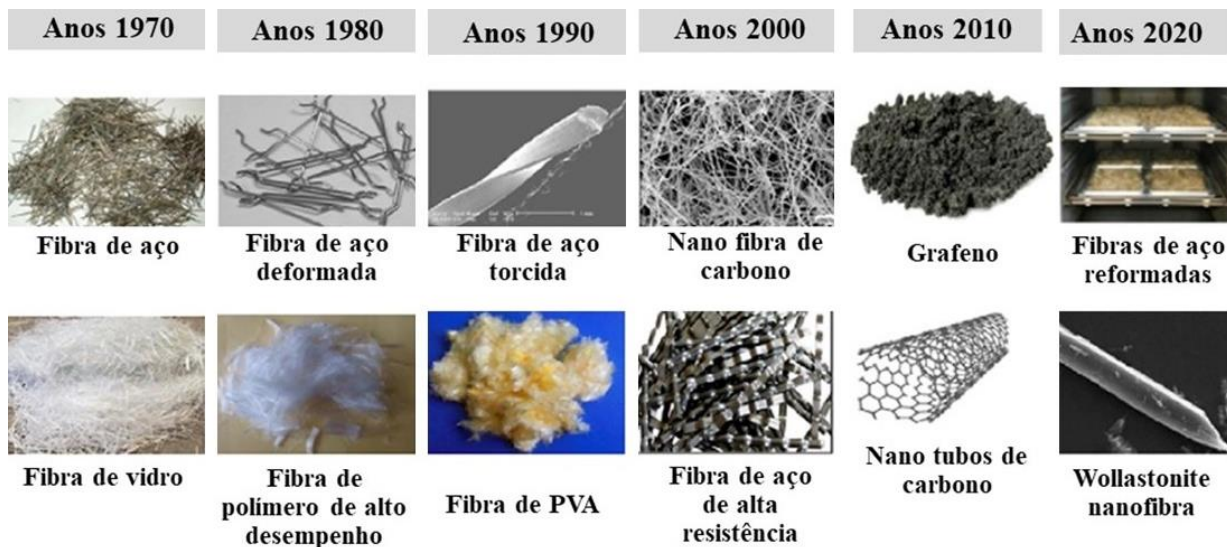 Anos 1970
Anos 1980
Anos 1990
Anos 2000
Anos 2010
Anos 2020
Fibra de aço
Fibra de aço
deformada
Fibra de aço
torcida
Nano fibra de
carbono
Grafeno
Fibras de aço
reformadas
Fibra de vidro
Fibra de
polímero de alto
desempenho
Fibra de PVA
Fibra de aço
de alta
resistência
Nano tubos de
carbono
Wollastonite
nanofibra